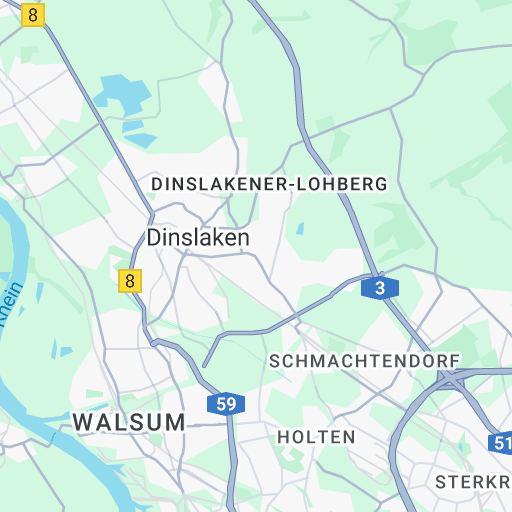 8
DINSLAKENER-LOHBERG
Dinslaken
8
3
Rhein
SCHMACHTENDORF
59
WALSUM
HOLTEN
51
STERKR